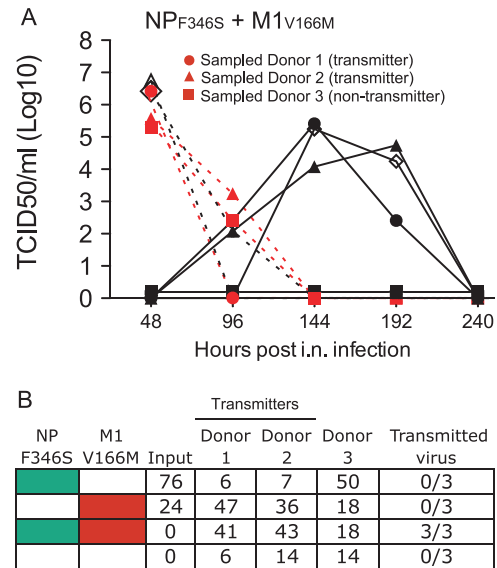 A
NPF346S + M1V166M
Sampled Donor 1 (transmitter)
Sampled Donor 2 (transmitter)
Sampled Donor 3 (non-transmitter)
TCID50/ml (Log10)
8
7
6
5
4
3
2
1
0
48 96 144 192 240
Hours post i.n. infection
B
Transmitters
NP M1 Donor Donor Donor Transmitted
F346S V166M Input 1 2 3 virus
76 6 7 50 0/3
24 47 36 18 0/3
0 41 43 18 3/3
0 6 14 14 0/3